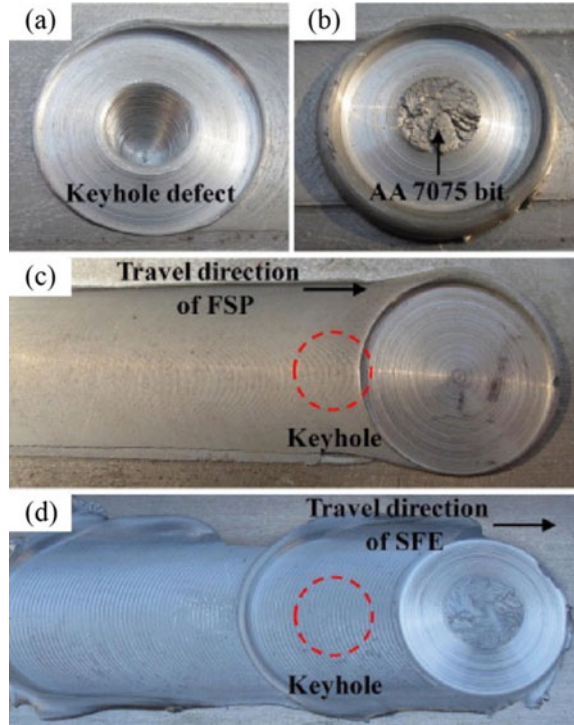 (a)
Keyhole defect
(b)
AA 7075 bit
(c)
Travel direction
of FSP
Keyhole
(d)
Travel direction
of SFE
Keyhole